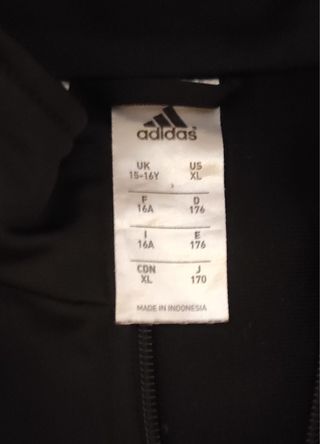 adidas
UK US
15-16Y XL
F D
16A 176
I E
16A 176
CDN J
XL 170
MADE IN INDONESIA